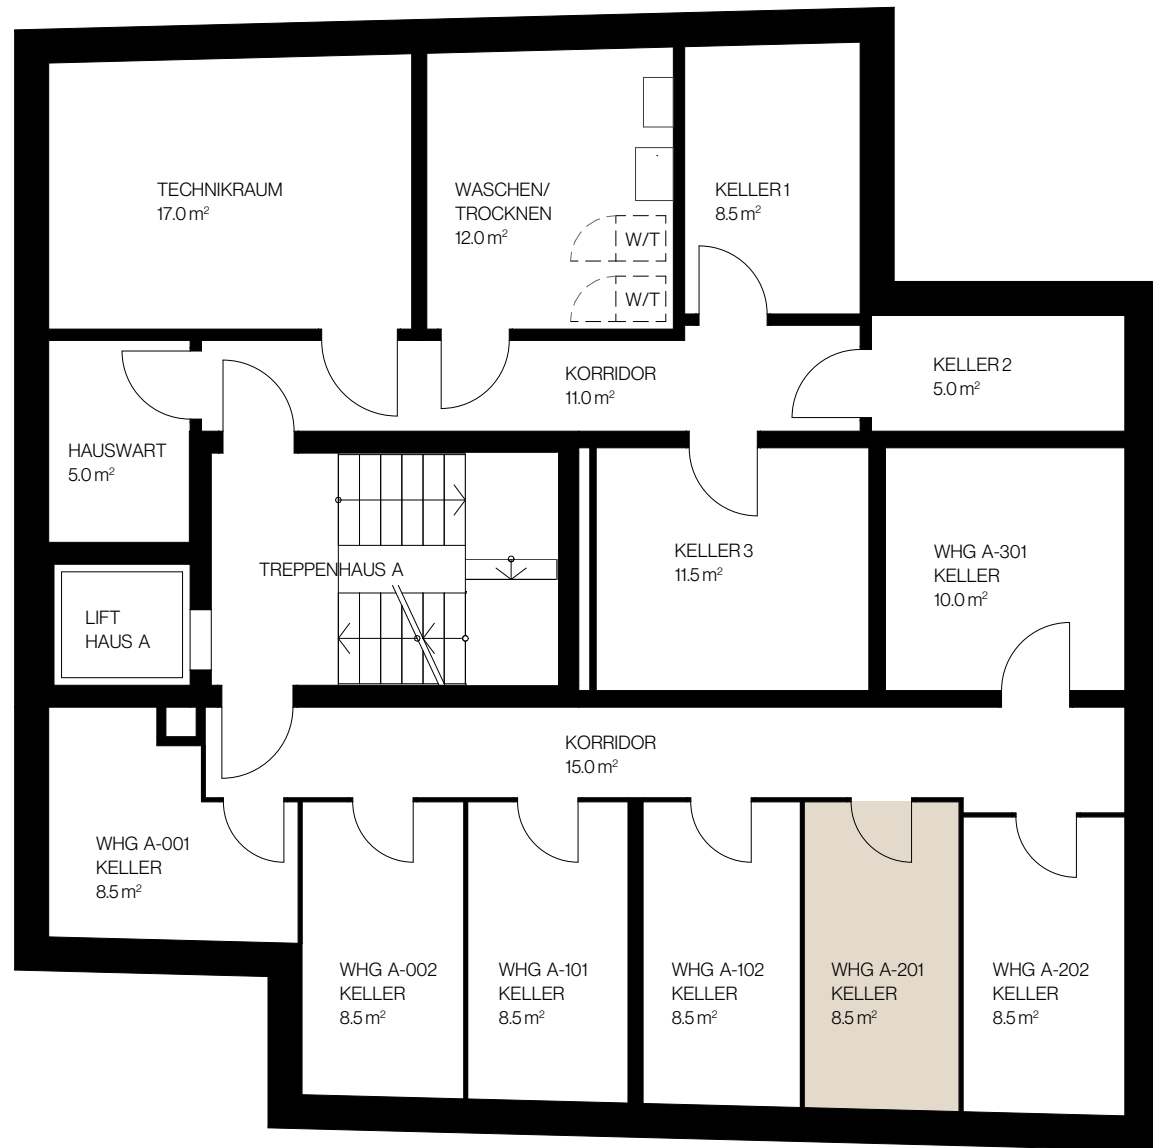 TECHNIKRAUM
17.0 m²
WASCHEN/
TROCKNEN
12.0 m²
W/T
W/T
KELLER 1
8.5 m²
KORRIDOR
11.0 m²
KELLER 2
5.0 m²
HAUSWART
5.0 m²
TREPPENHAUS A
LIFT
HAUS A
KELLER 3
11.5 m²
WHG A-301
KELLER
10.0 m²
KORRIDOR
15.0 m²
WHG A-001
KELLER
8.5 m²
WHG A-002
KELLER
8.5 m²
WHG A-101
KELLER
8.5 m²
WHG A-102
KELLER
8.5 m²
WHG A-201
KELLER
8.5 m²
WHG A-202
KELLER
8.5 m²